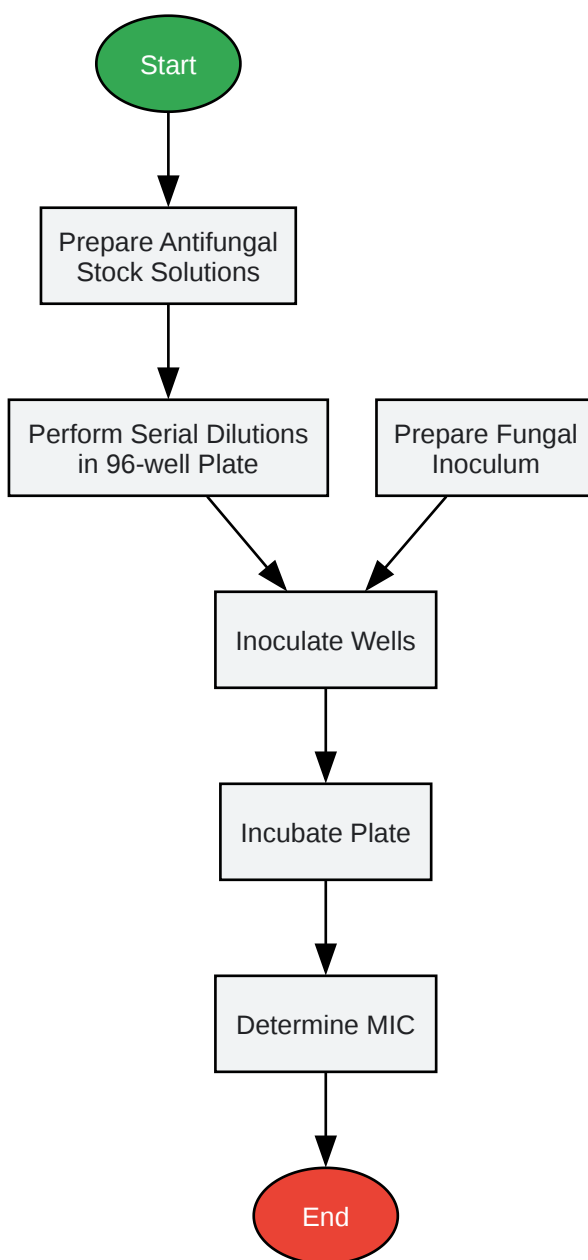 Start
Prepare Antifungal
Stock Solutions
Perform Serial Dilutions
in 96-well Plate
Prepare Fungal
Inoculum
Inoculate Wells
Incubate Plate
Determine MIC
End